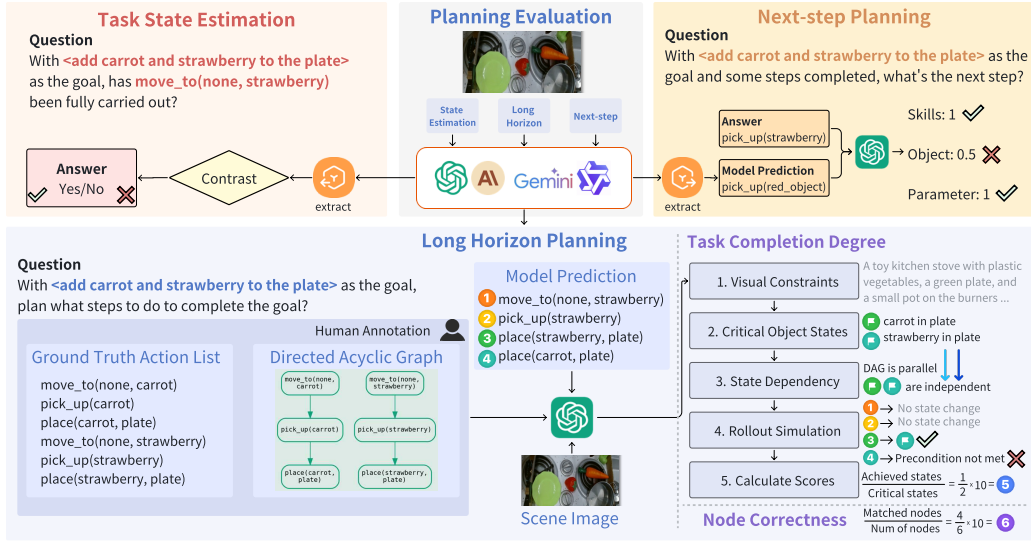 Task State Estimation
Question
With <add carrot and strawberry to the plate>
as the goal, has move_to(none, strawberry)
been fully carried out?
Answer
Yes/No
Contrast
extract
Planning Evaluation
State
Estimation
Long
Horizon
Next-step
AI
Gemini
Next-step Planning
Question
With <add carrot and strawberry to the plate> as the
goal and some steps completed, what's the next step?
extract
Answer
pick_up(strawberry)
Model Prediction
pick_up(red_object)
Skills: 1
Object: 0.5
Parameter: 1
Long Horizon Planning
Question
With <add carrot and strawberry to the plate> as the goal,
plan what steps to do to complete the goal?
Human Annotation
Ground Truth Action List
move_to(none, carrot)
pick_up(carrot)
place(carrot, plate)
move_to(none, strawberry)
pick_up(strawberry)
place(strawberry, plate)
Directed Acyclic Graph
move_to(none,
carrot)
pick_up(carrot)
place(carrot,
plate)
move_to(none,
strawberry)
pick_up(strawberry)
place(strawberry,
plate)
Model Prediction
1 move_to(none, strawberry)
2 pick_up(strawberry)
3 place(strawberry, plate)
4 place(carrot, plate)
Scene Image
Task Completion Degree
1. Visual Constraints
A toy kitchen stove with plastic
vegetables, a green plate, and
a small pot on the burners ...
2. Critical Object States
carrot in plate
strawberry in plate
3. State Dependency
DAG is parallel
are independent
4. Rollout Simulation
1 No state change
2 No state change
3
4 Precondition not met
5. Calculate Scores
Achieved states / Critical states = 1/2 *10= 5
Node Correctness
Matched nodes / Num of nodes = 4/6 *10= 6